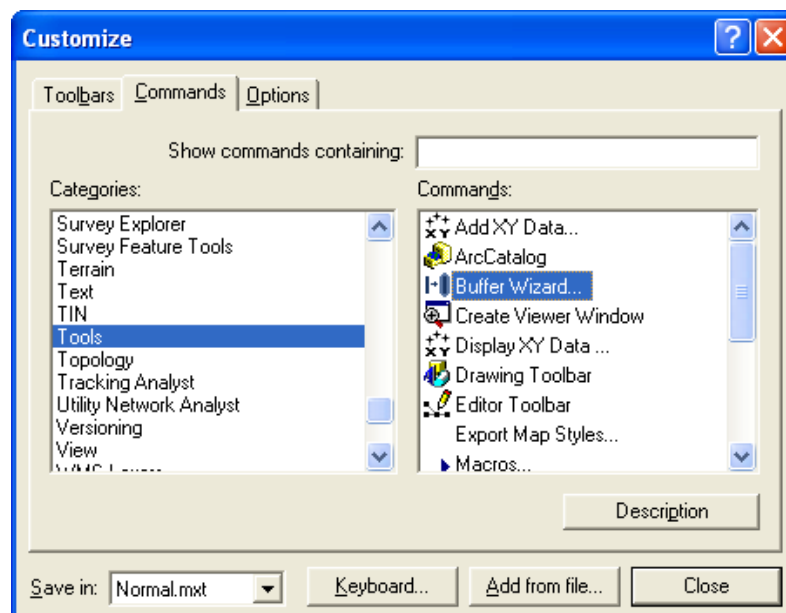 Customize
Toolbars Commands Options
Show commands containing:
Categories:
Survey Explorer
Survey Feature Tools
Terrain
Text
TIN
Tools
Topology
Tracking Analyst
Utility Network Analyst
Versioning
View
WMS Layers
Commands:
Add XY Data...
ArcCatalog
Buffer Wizard...
Create Viewer Window
Display XY Data ...
Drawing Toolbar
Editor Toolbar
Export Map Styles...
Macros...
Description
Save in: Normal.mxt Keyboard... Add from file... Close